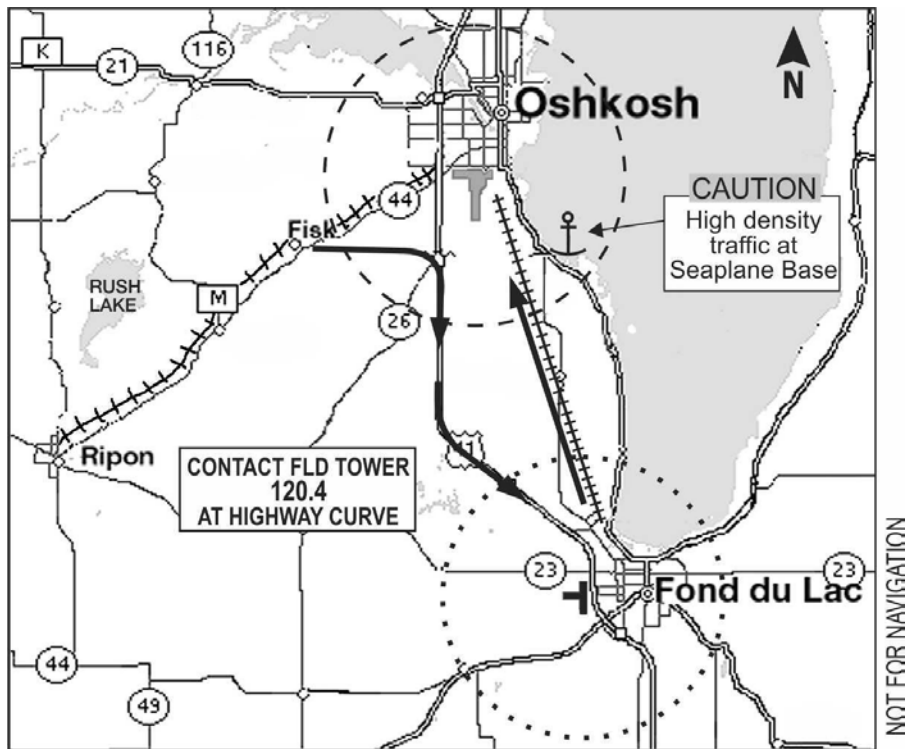 K
116
21
N
Oshkosh
CAUTION
High density
traffic at
Seaplane Base
44
Fisk
RUSH
LAKE
M
26
Ripon
41
CONTACT FLD TOWER
120.4
AT HIGHWAY CURVE
23
23
Fond du Lac
44
49
NOT FOR NAVIGATION